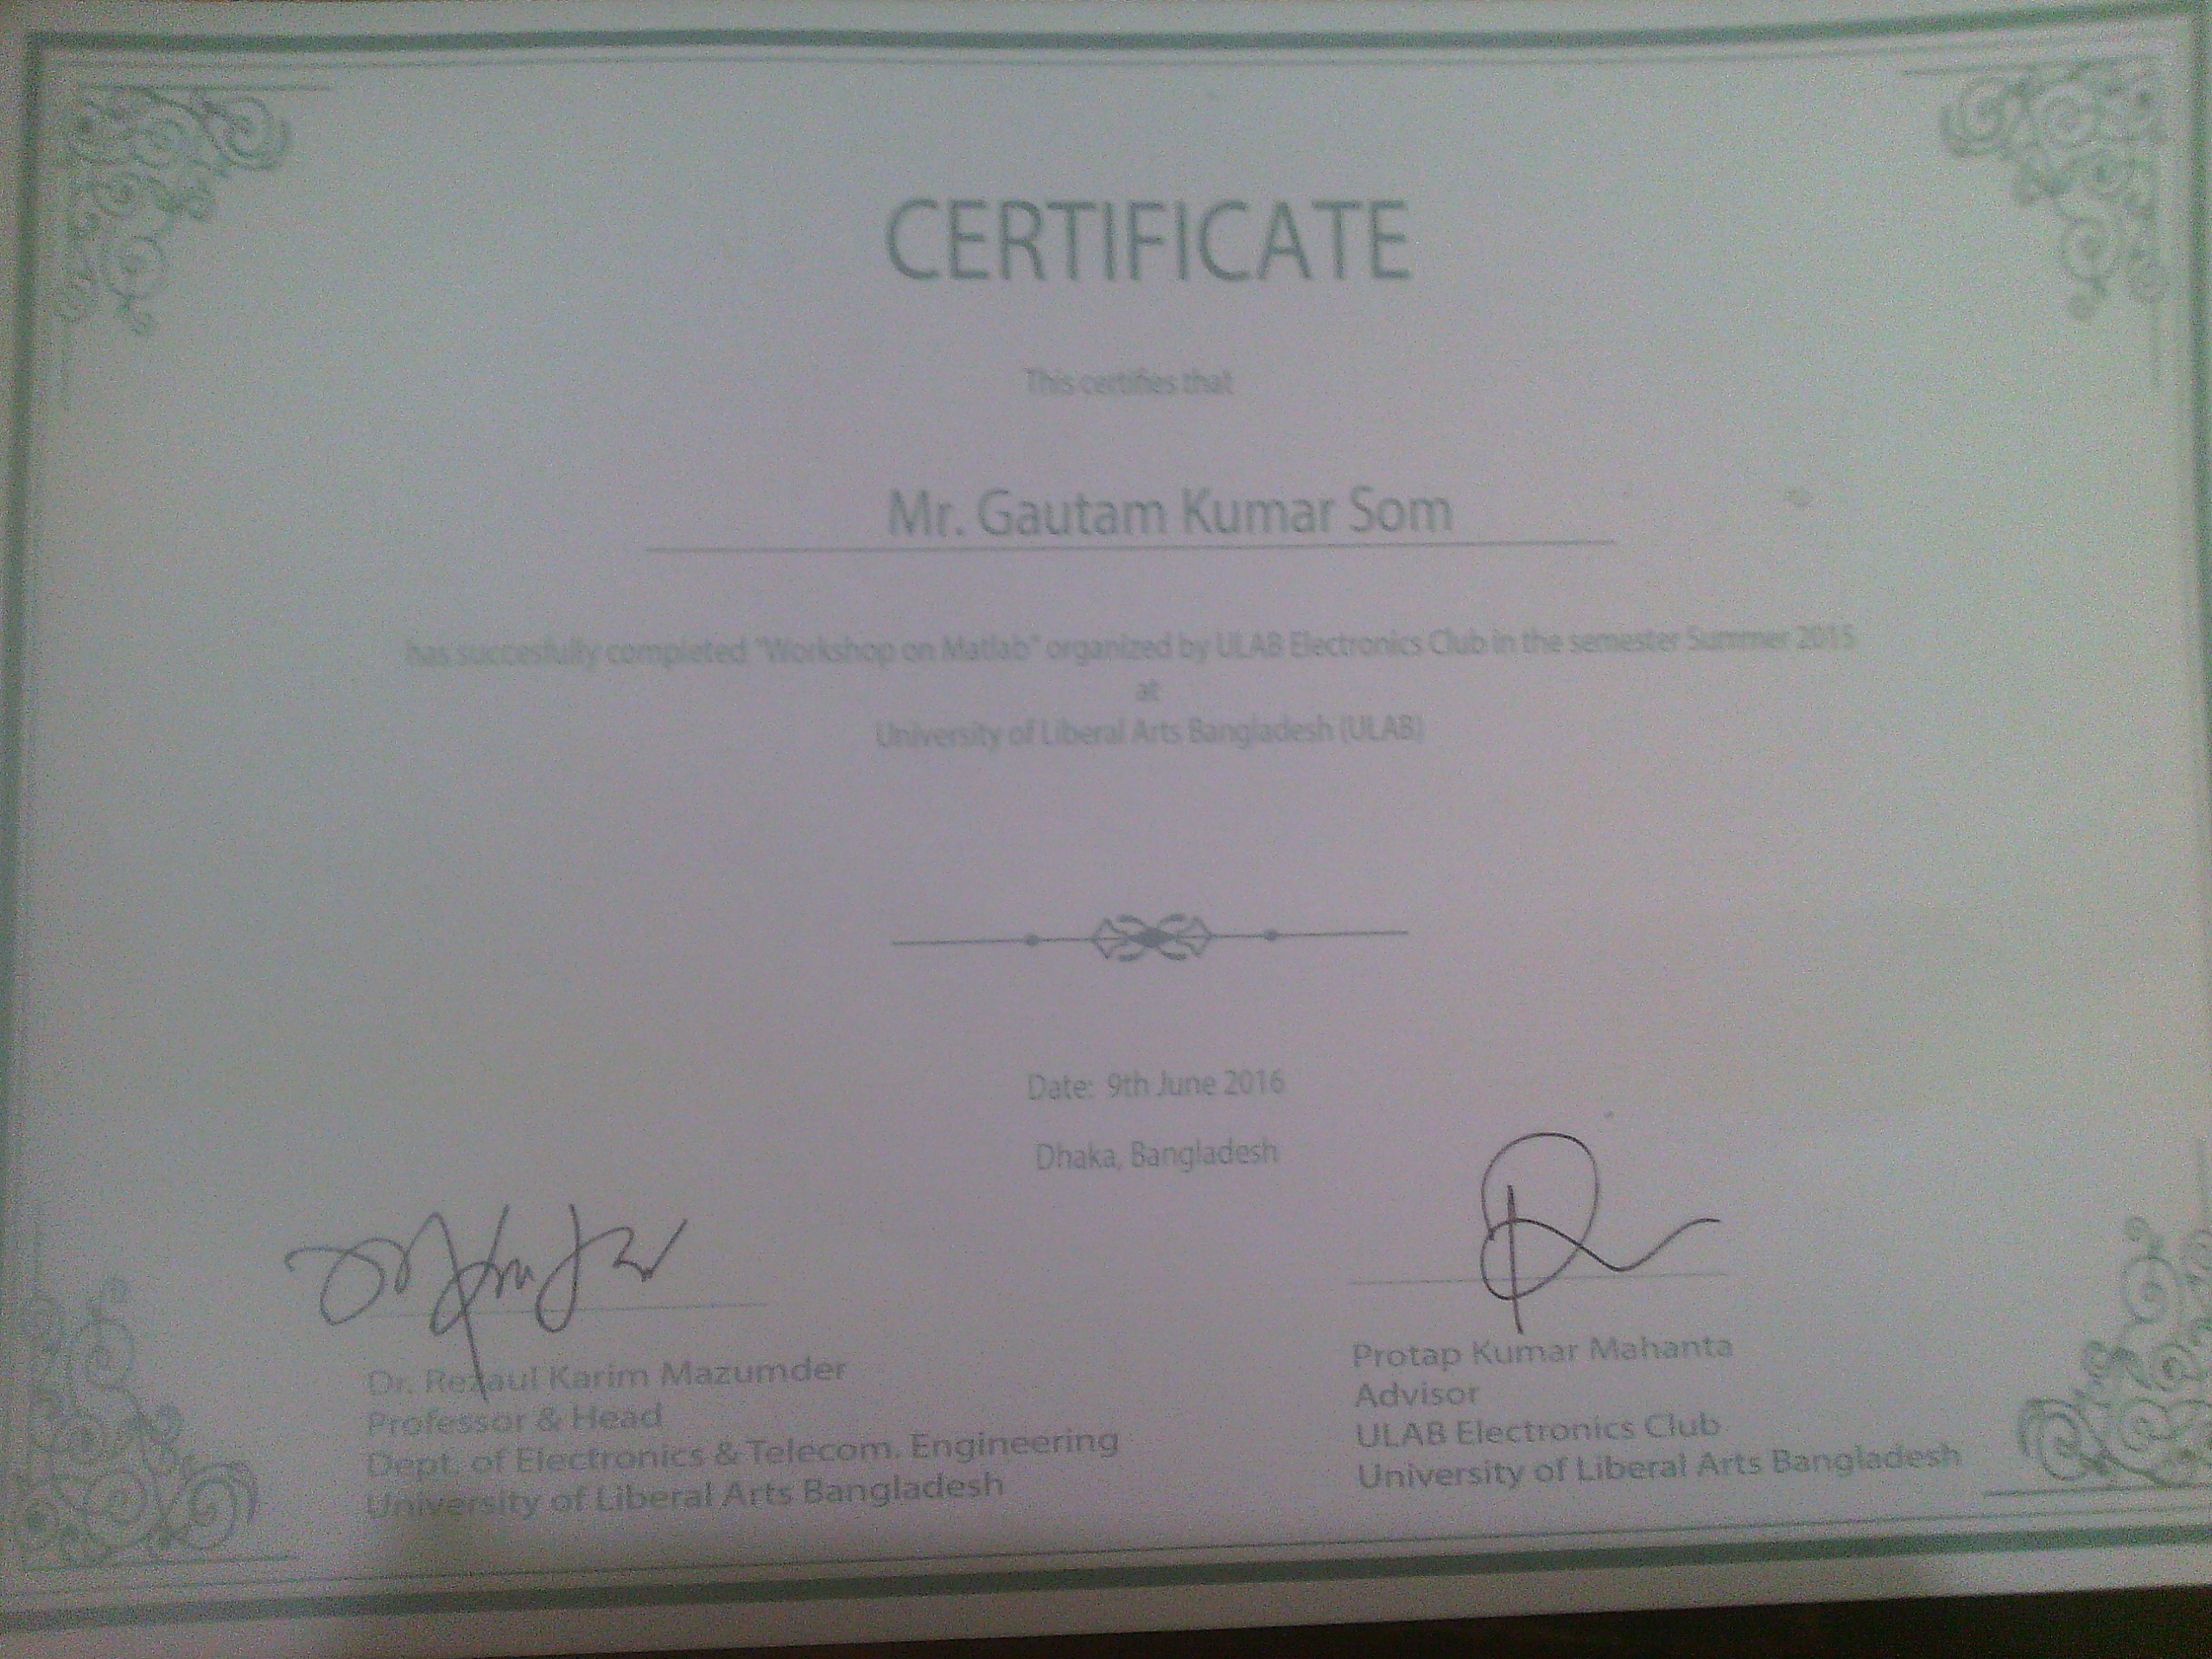 CERTIFICATE
This certifies that
Mr. Gautam Kumar Som
has succesfully completed "Workshop on Matlab" organized by ULAB Electronics Club in the semester Summer 2015
at
University of Liberal Arts Bangladesh (ULAB)
Date: 9th June 2016
Dhaka, Bangladesh
Dr. Rezaul Karim Mazumder
Professor & Head
Dept. of Electronics & Telecom. Engineering
University of Liberal Arts Bangladesh
Protap Kumar Mahanta
Advisor
ULAB Electronics Club
University of Liberal Arts Bangladesh